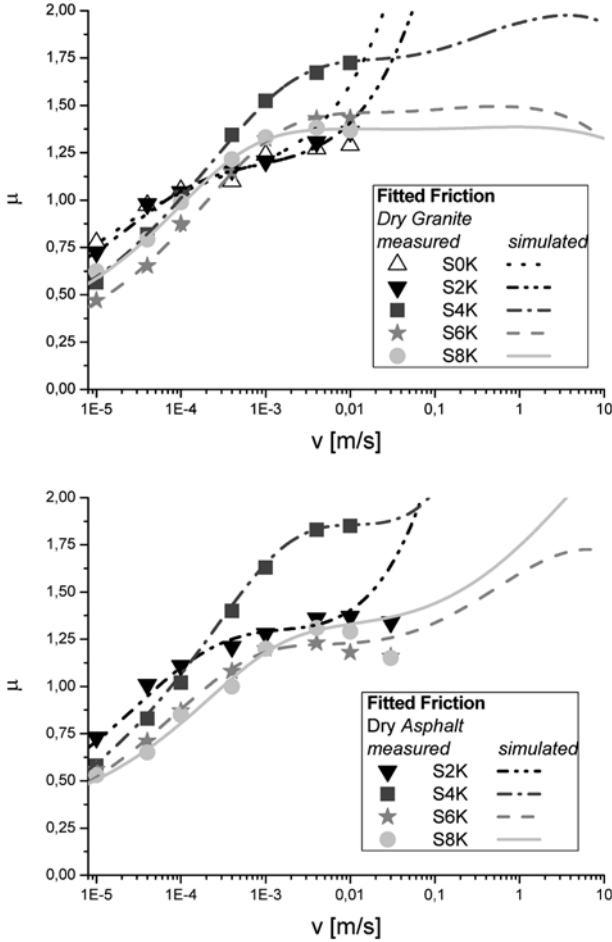 2,00
1,75
1,50
1,25
1,00
0,75
0,50
0,25
0,00
μ
1E-5 1E-4 1E-3 0,01 0,1 1 10
v [m/s]
Fitted Friction
Dry Granite
measured simulated
S0K
S2K
S4K
S6K
S8K
2,00
1,75
1,50
1,25
1,00
0,75
0,50
0,25
0,00
μ
1E-5 1E-4 1E-3 0,01 0,1 1 10
v [m/s]
Fitted Friction
Dry Asphalt
measured simulated
S2K
S4K
S6K
S8K